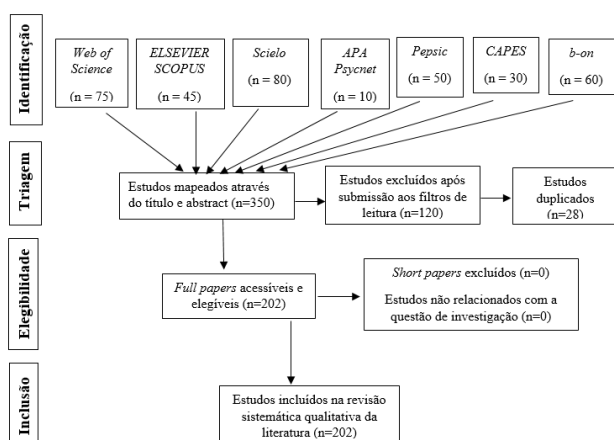 Identificação
Web of
Science
(n = 75)
ELSEVIER
SCOPUS
(n = 45)
Scielo
(n = 80)
APA
Psycnet
(n = 10)
Pepsic
(n = 50)
CAPES
(n = 30)
b-on
(n = 60)
Triagem
Estudos mapeados através
do título e abstract (n=350)
Estudos excluídos após
submissão aos filtros de
leitura (n=120)
Estudos
duplicados
(n=28)
Elegibilidade
Full papers acessíveis e
elegíveis (n=202)
Short papers excluídos (n=0)
Estudos não relacionados com a
questão de investigação (n=0)
Inclusão
Estudos incluídos na revisão
sistemática qualitativa da
literatura (n=202)